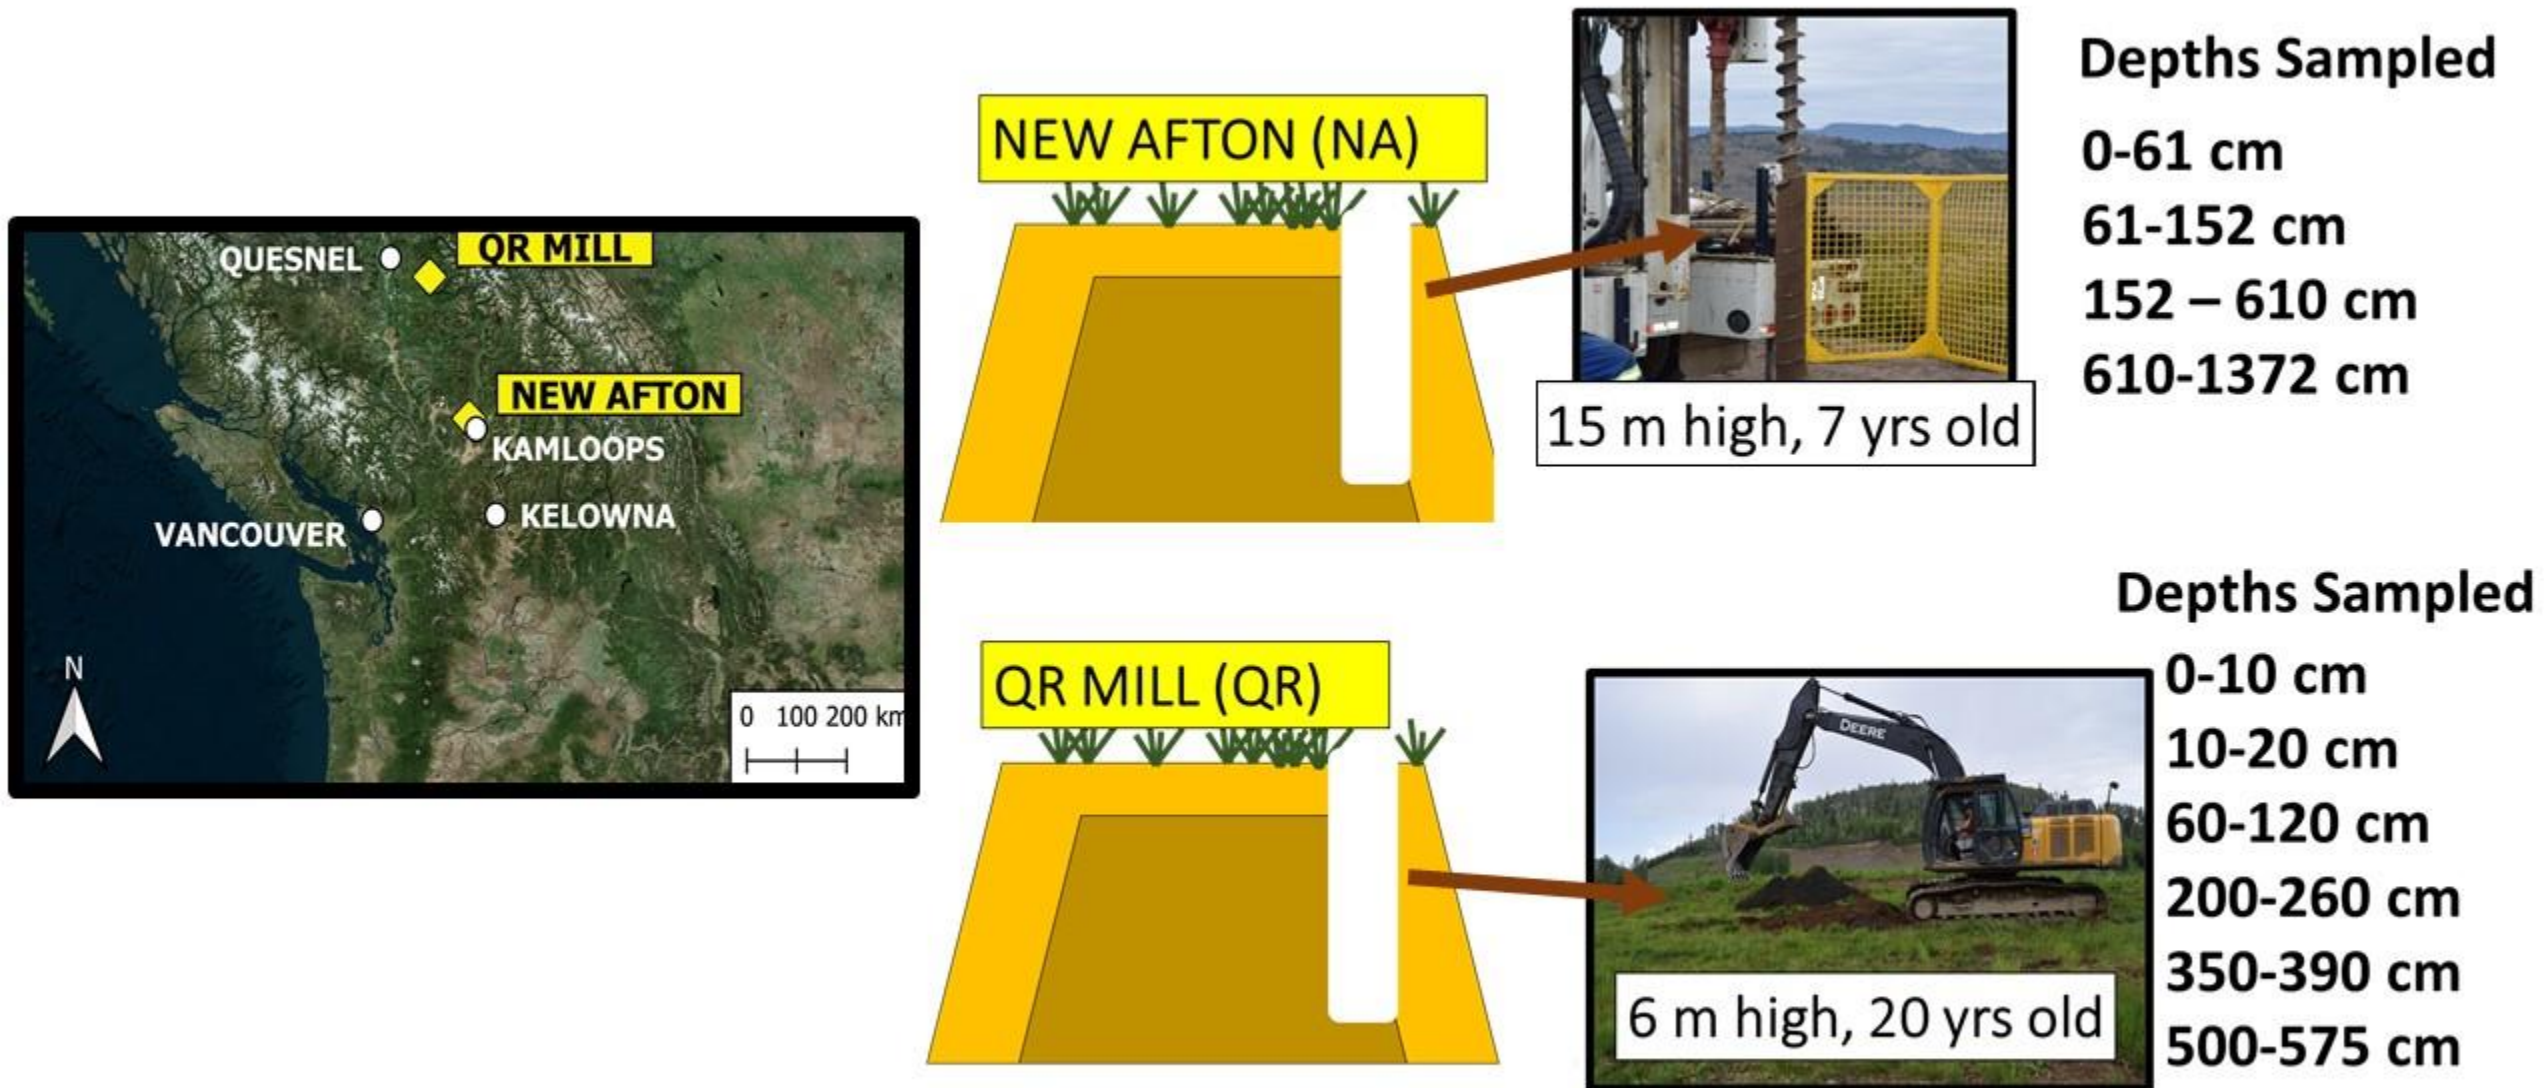 QUESNEL
QR MILL
NEW AFTON
KAMLOOPS
VANCOUVER
KELOWNA
N
0 100 200 km
NEW AFTON (NA)
15 m high, 7 yrs old
Depths Sampled
0-61 cm
61-152 cm
152 – 610 cm
610-1372 cm
QR MILL (QR)
DEERE
6 m high, 20 yrs old
Depths Sampled
0-10 cm
10-20 cm
60-120 cm
200-260 cm
350-390 cm
500-575 cm